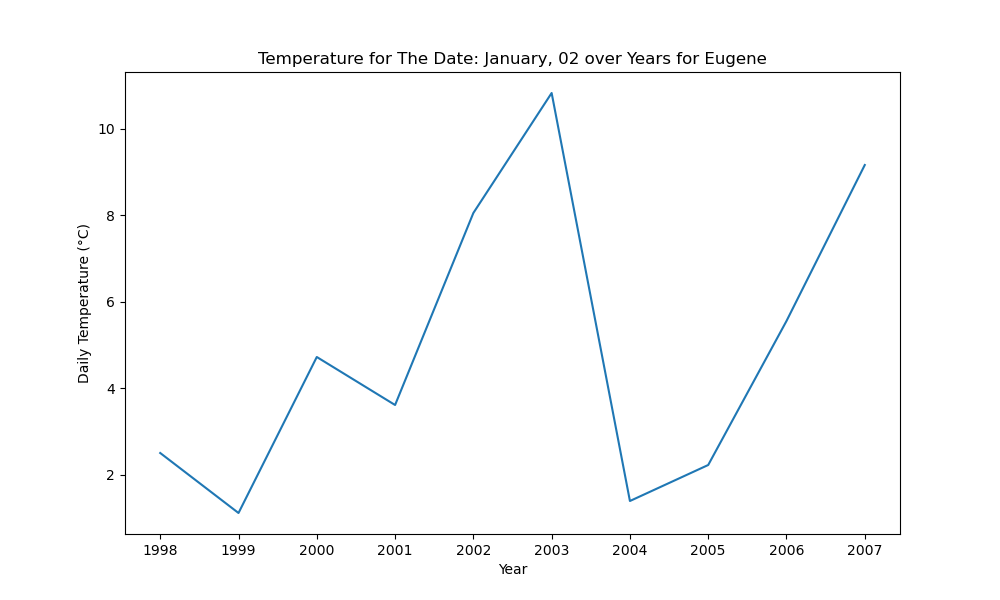 Temperature for The Date: January, 02 over Years for Eugene
Daily Temperature (°C)
10
8
6
4
2
1998 1999 2000 2001 2002 2003 2004 2005 2006 2007
Year